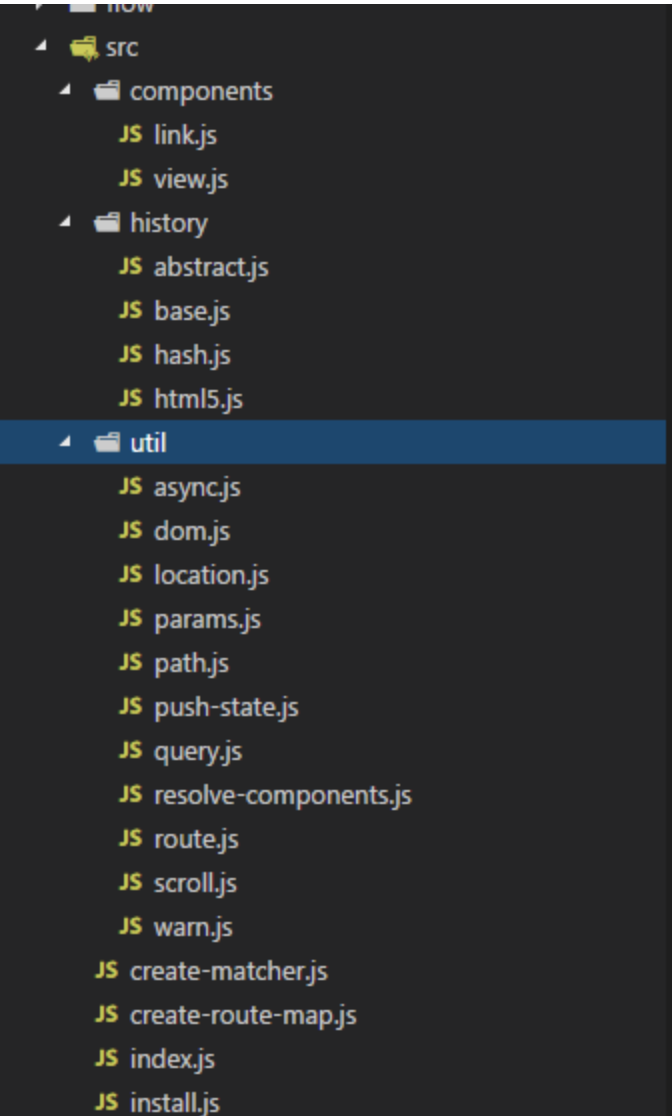 flow
src
components
JS link.js
JS view.js
history
JS abstract.js
JS base.js
JS hash.js
JS html5.js
util
JS async.js
JS dom.js
JS location.js
JS params.js
JS path.js
JS push-state.js
JS query.js
JS resolve-components.js
JS route.js
JS scroll.js
JS warn.js
JS create-matcher.js
JS create-route-map.js
JS index.js
JS install.js